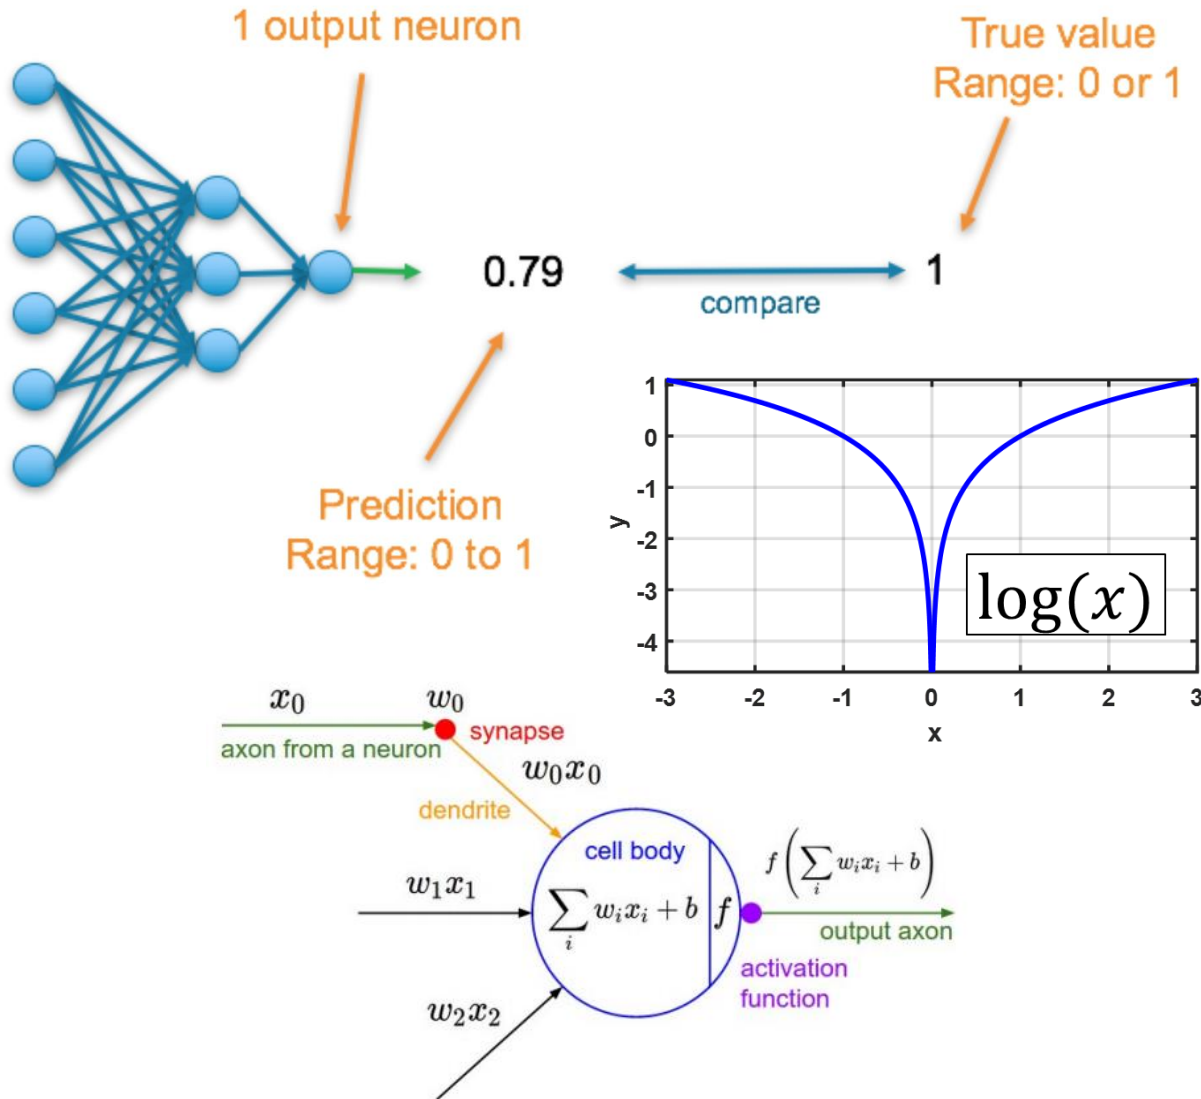 1 output neuron
True value
Range: 0 or 1
0.79
compare
1
Prediction
Range: 0 to 1
1
0
-1
-2
-3
-4
y
log(x)
-3 -2 -1 0 1 2 3
x
x₀
w₀
axon from a neuron
synapse
w₀x₀
dendrite
cell body
f(∑ᵢ wᵢxᵢ + b)
w₁x₁
∑ᵢ wᵢxᵢ + b
f
output axon
activation
function
w₂x₂